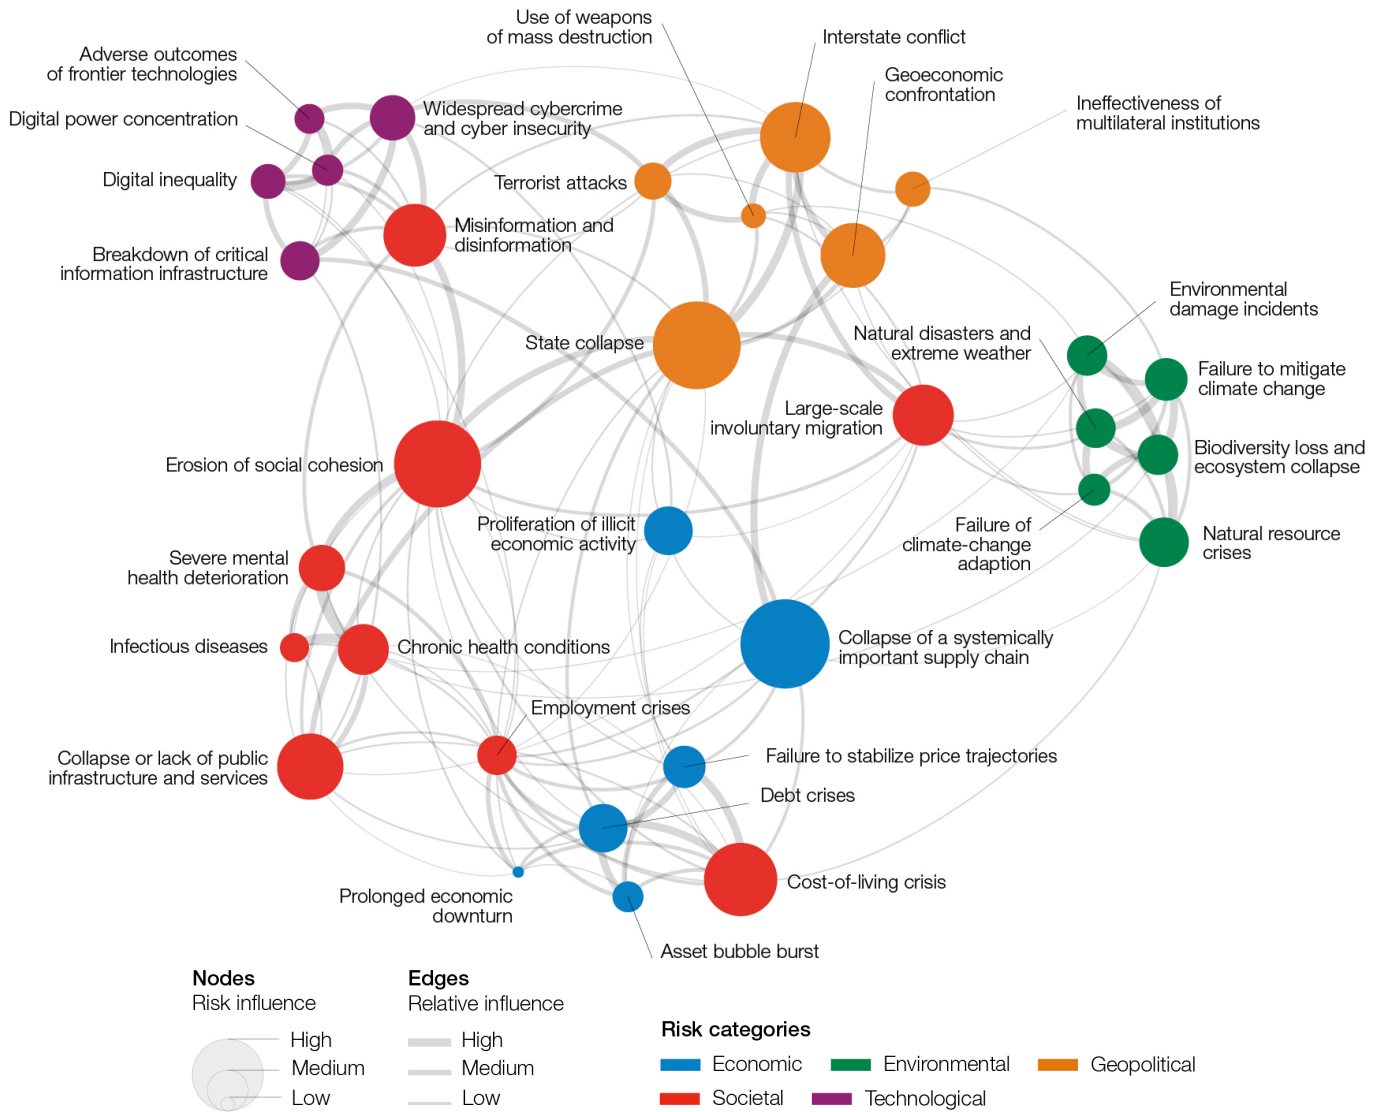 Use of weapons
of mass destruction
Interstate conflict
Adverse outcomes
of frontier technologies
Geoeconomic
confrontation
Ineffectiveness of
multilateral institutions
Widespread cybercrime
and cyber insecurity
Digital power concentration
Digital inequality
Terrorist attacks
Misinformation and
disinformation
Breakdown of critical
information infrastructure
Environmental
damage incidents
Natural disasters and
extreme weather
State collapse
Failure to mitigate
climate change
Large-scale
involuntary migration
Biodiversity loss and
ecosystem collapse
Erosion of social cohesion
Proliferation of illicit
economic activity
Failure of
climate-change
adaption
Natural resource
crises
Severe mental
health deterioration
Infectious diseases
Chronic health conditions
Collapse of a systemically
important supply chain
Employment crises
Collapse or lack of public
infrastructure and services
Failure to stabilize price trajectories
Debt crises
Prolonged economic
downturn
Cost-of-living crisis
Asset bubble burst
Nodes
Risk influence
High
Medium
Low
Edges
Relative influence
High
Medium
Low
Risk categories
Economic
Environmental
Geopolitical
Societal
Technological